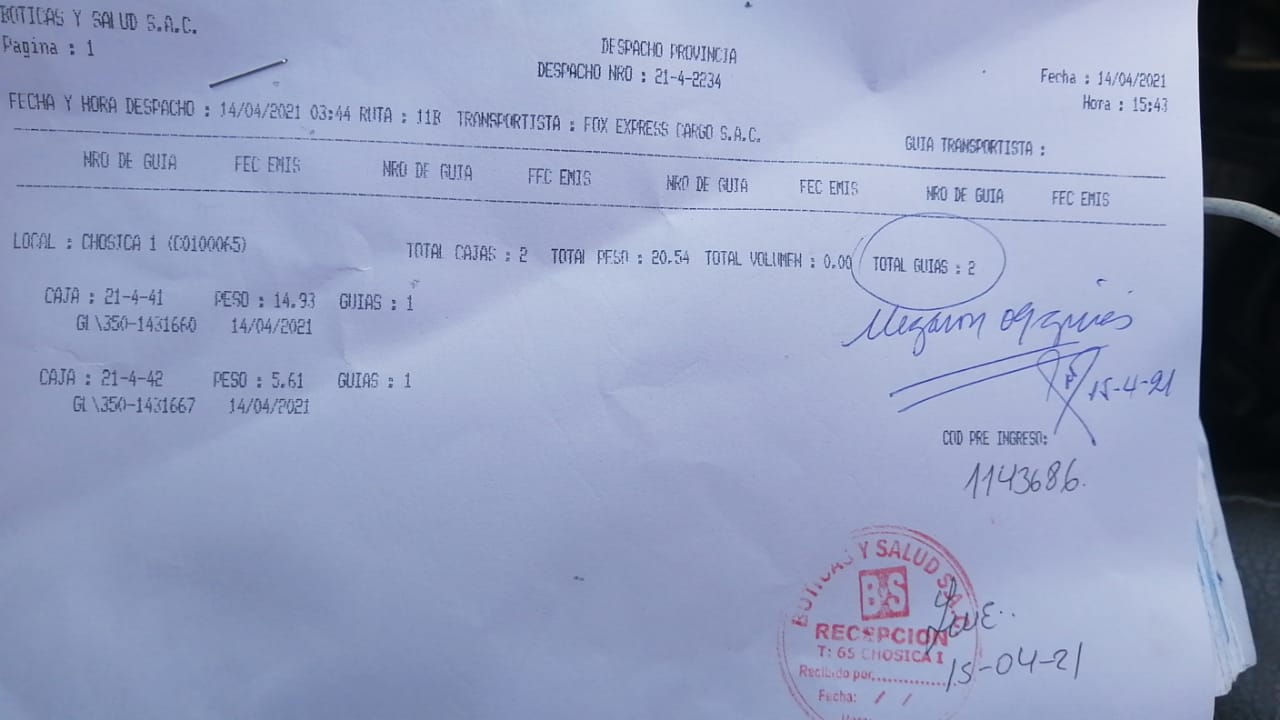 BOTICAS Y SALUD S.A.C.
Pagina : 1
DESPACHO PROVINCIA
DESPACHO NRO : 21-4-2234
Fecha : 14/04/2021
Hora : 15:43
FECHA Y HORA DESPACHO : 14/04/2021 03:44 RUTA : 11B TRANSPORTISTA : FOX EXPRESS CARGO S.A.C.
GUIA TRANSPORTISTA :
NRO DE GUIA FEC EMIS NRO DE GUIA FEC EMIS NRO DE GUIA FEC EMIS NRO DE GUIA FEC EMIS
LOCAL : CHOSICA 1 (C0100065) TOTAL CAJAS : 2 TOTAL PESO : 20.54 TOTAL VOLUMEN : 0.00 TOTAL GUIAS : 2
CAJA : 21-4-41 PESO : 14.93 GUIAS : 1
GL\350-1431660 14/04/2021
CAJA : 21-4-42 PESO : 5.61 GUIAS : 1
GL\350-1431667 14/04/2021
llegaron
15-4-21
COD PRE INGRESO:
1143686.
BOTICAS Y SALUD S.A.C.
B&S
RECEPCION
T: 65 CHOSICA I
Recibido por
15-04-21
Fecha: / /